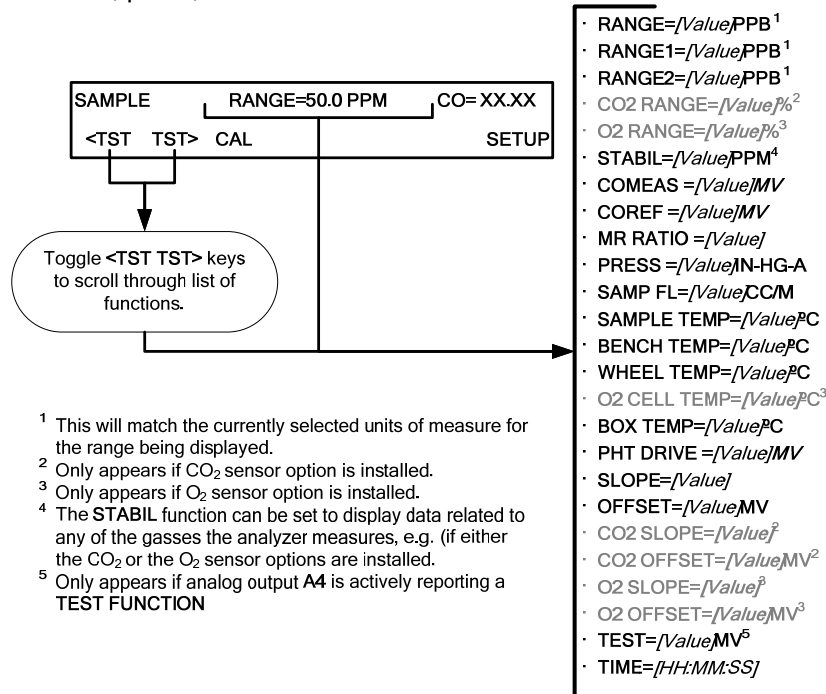 SAMPLE RANGE=50.0 PPM CO= XX.XX
<TST TST> CAL SETUP
Toggle <TST TST> keys
to scroll through list of
functions.
· RANGE=[Value]PPB¹
· RANGE1=[Value]PPB¹
· RANGE2=[Value]PPB¹
· CO2 RANGE=[Value]%²
· O2 RANGE=[Value]%³
· STABIL=[Value]PPM⁴
· COMEAS =[Value]MV
· COREF =[Value]MV
· MR RATIO =[Value]
· PRESS =[Value]IN-HG-A
· SAMP FL=[Value]CC/M
· SAMPLE TEMP=[Value]ºC
· BENCH TEMP=[Value]ºC
· WHEEL TEMP=[Value]ºC
· O2 CELL TEMP=[Value]ºC³
· BOX TEMP=[Value]ºC
· PHT DRIVE =[Value]MV
· SLOPE=[Value]
· OFFSET=[Value]MV
· CO2 SLOPE=[Value]²
· CO2 OFFSET=[Value]MV²
· O2 SLOPE=[Value]³
· O2 OFFSET=[Value]MV³
· TEST=[Value]MV⁵
· TIME=[HH:MM:SS]
¹ This will match the currently selected units of measure for
the range being displayed.
² Only appears if CO₂ sensor option is installed.
³ Only appears if O₂ sensor option is installed.
⁴ The STABIL function can be set to display data related to
any of the gasses the analyzer measures, e.g. (if either
the CO₂ or the O₂ sensor options are installed.
⁵ Only appears if analog output A4 is actively reporting a
TEST FUNCTION